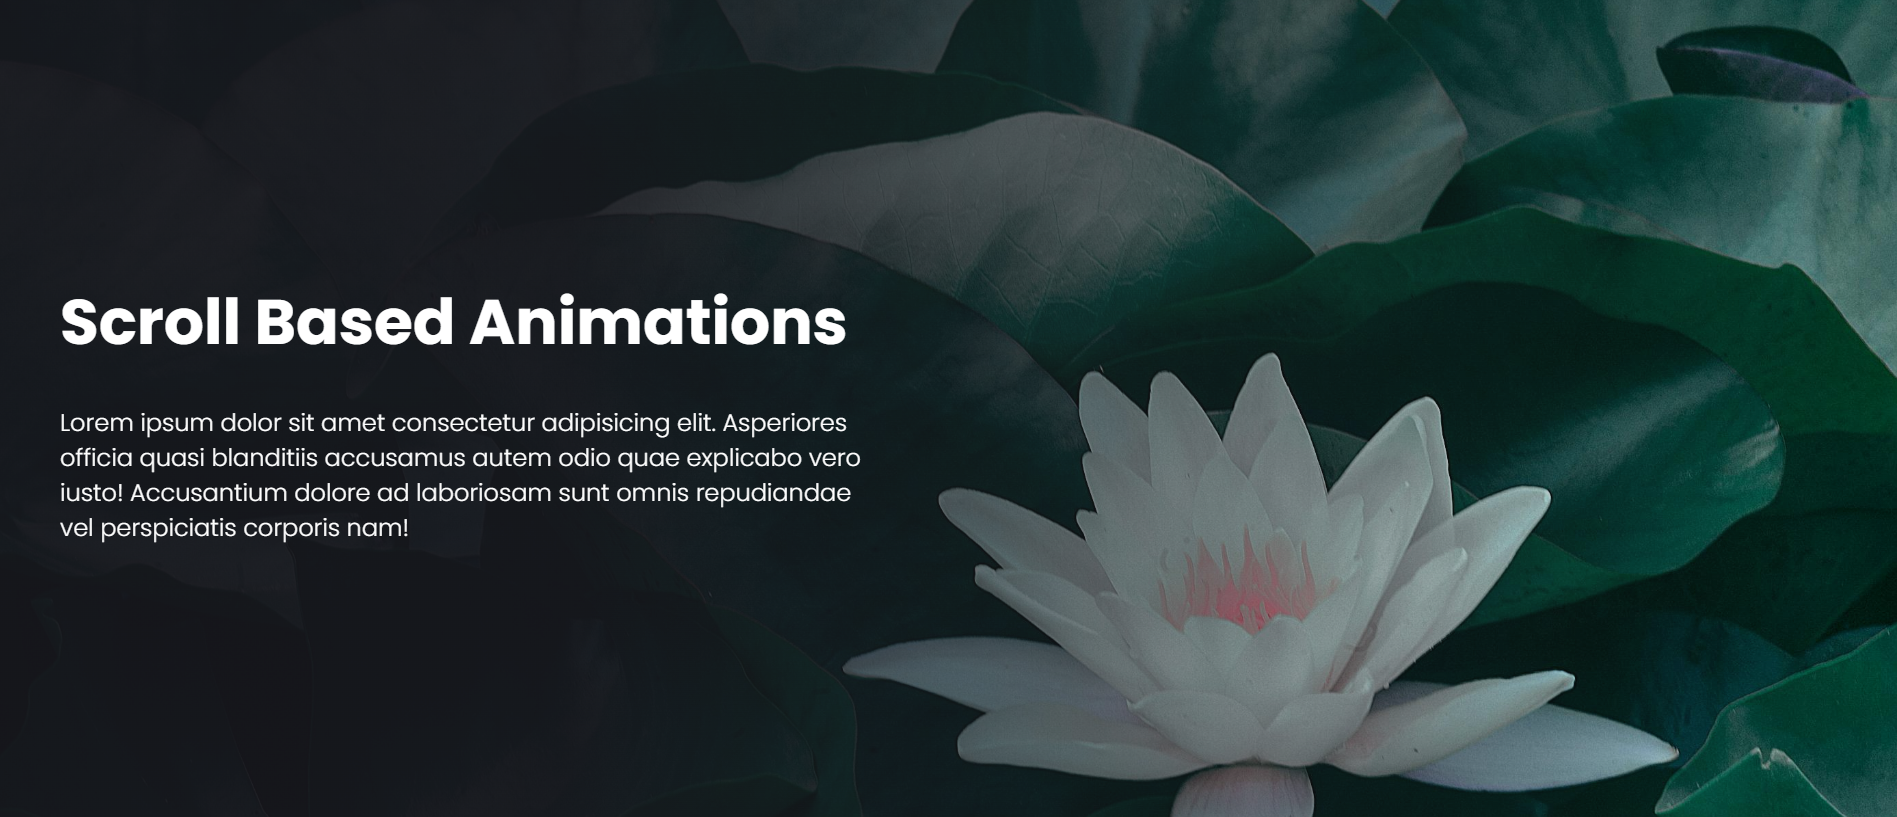 Scroll Based Animations
Lorem ipsum dolor sit amet consectetur adipisicing elit. Asperiores
officia quasi blanditiis accusamus autem odio quae explicabo vero
iusto! Accusantium dolore ad laboriosam sunt omnis repudiandae
vel perspiciatis corporis nam!